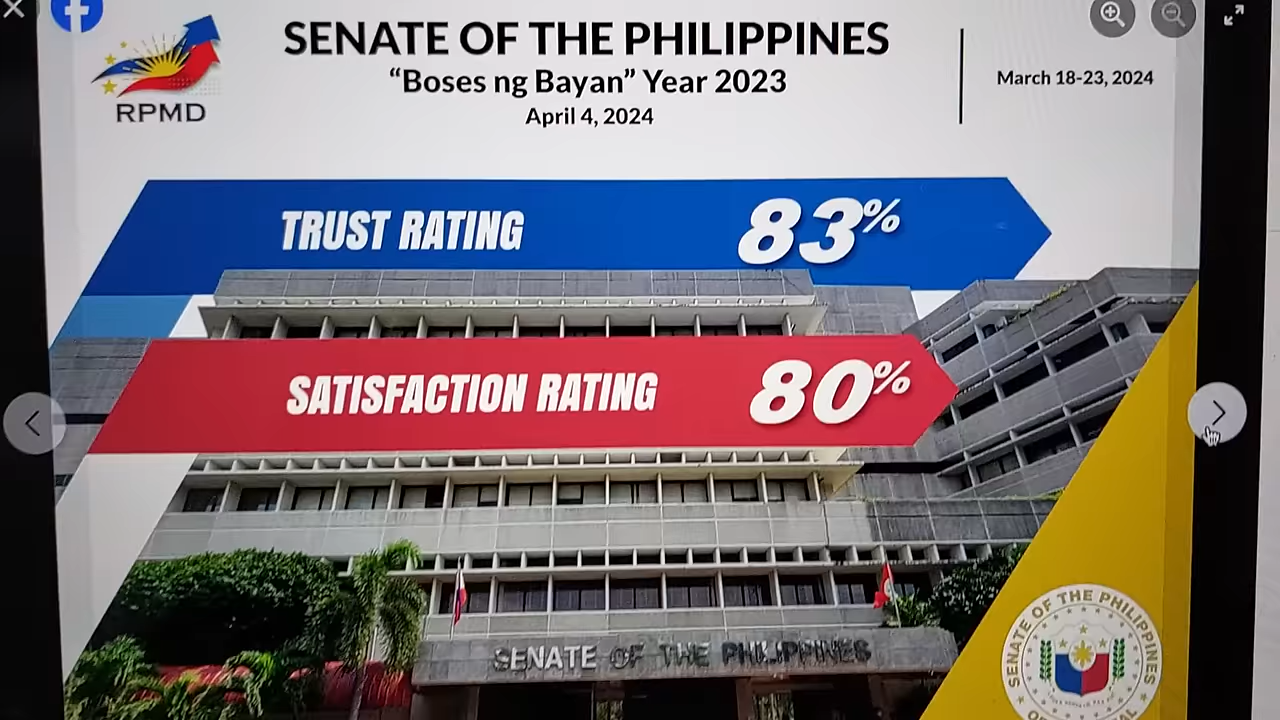 SENATE OF THE PHILIPPINES
“Boses ng Bayan” Year 2023
April 4, 2024
March 18-23, 2024
RPMD
TRUST RATING 83%
SATISFACTION RATING 80%
SENATE OF THE PHILIPPINES
SENATE OF THE PHILIPPINES